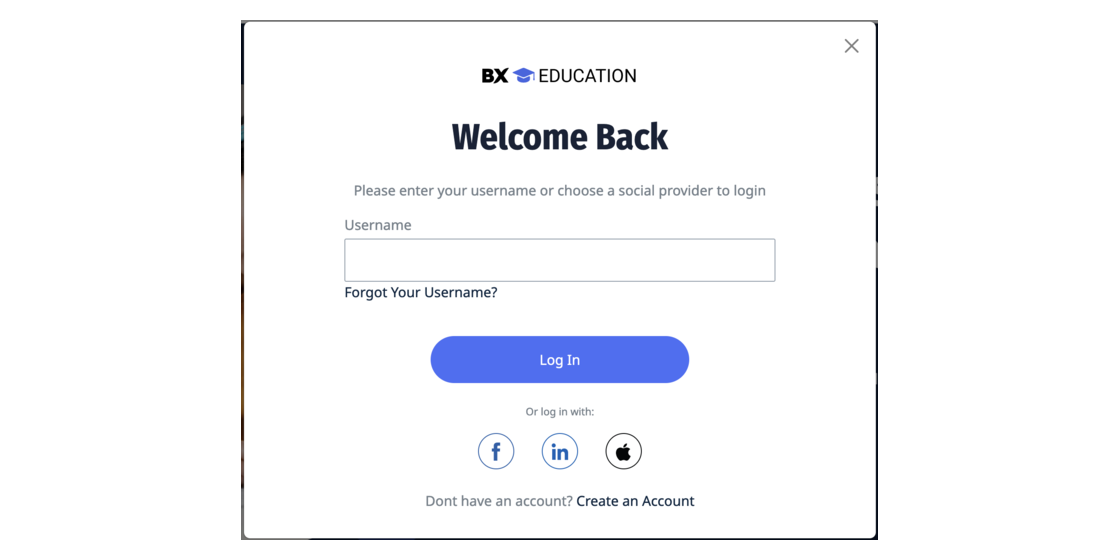 BX EDUCATION
Welcome Back
Please enter your username or choose a social provider to login
Username
Forgot Your Username?
Log In
Or log in with:
f in
Dont have an account? Create an Account